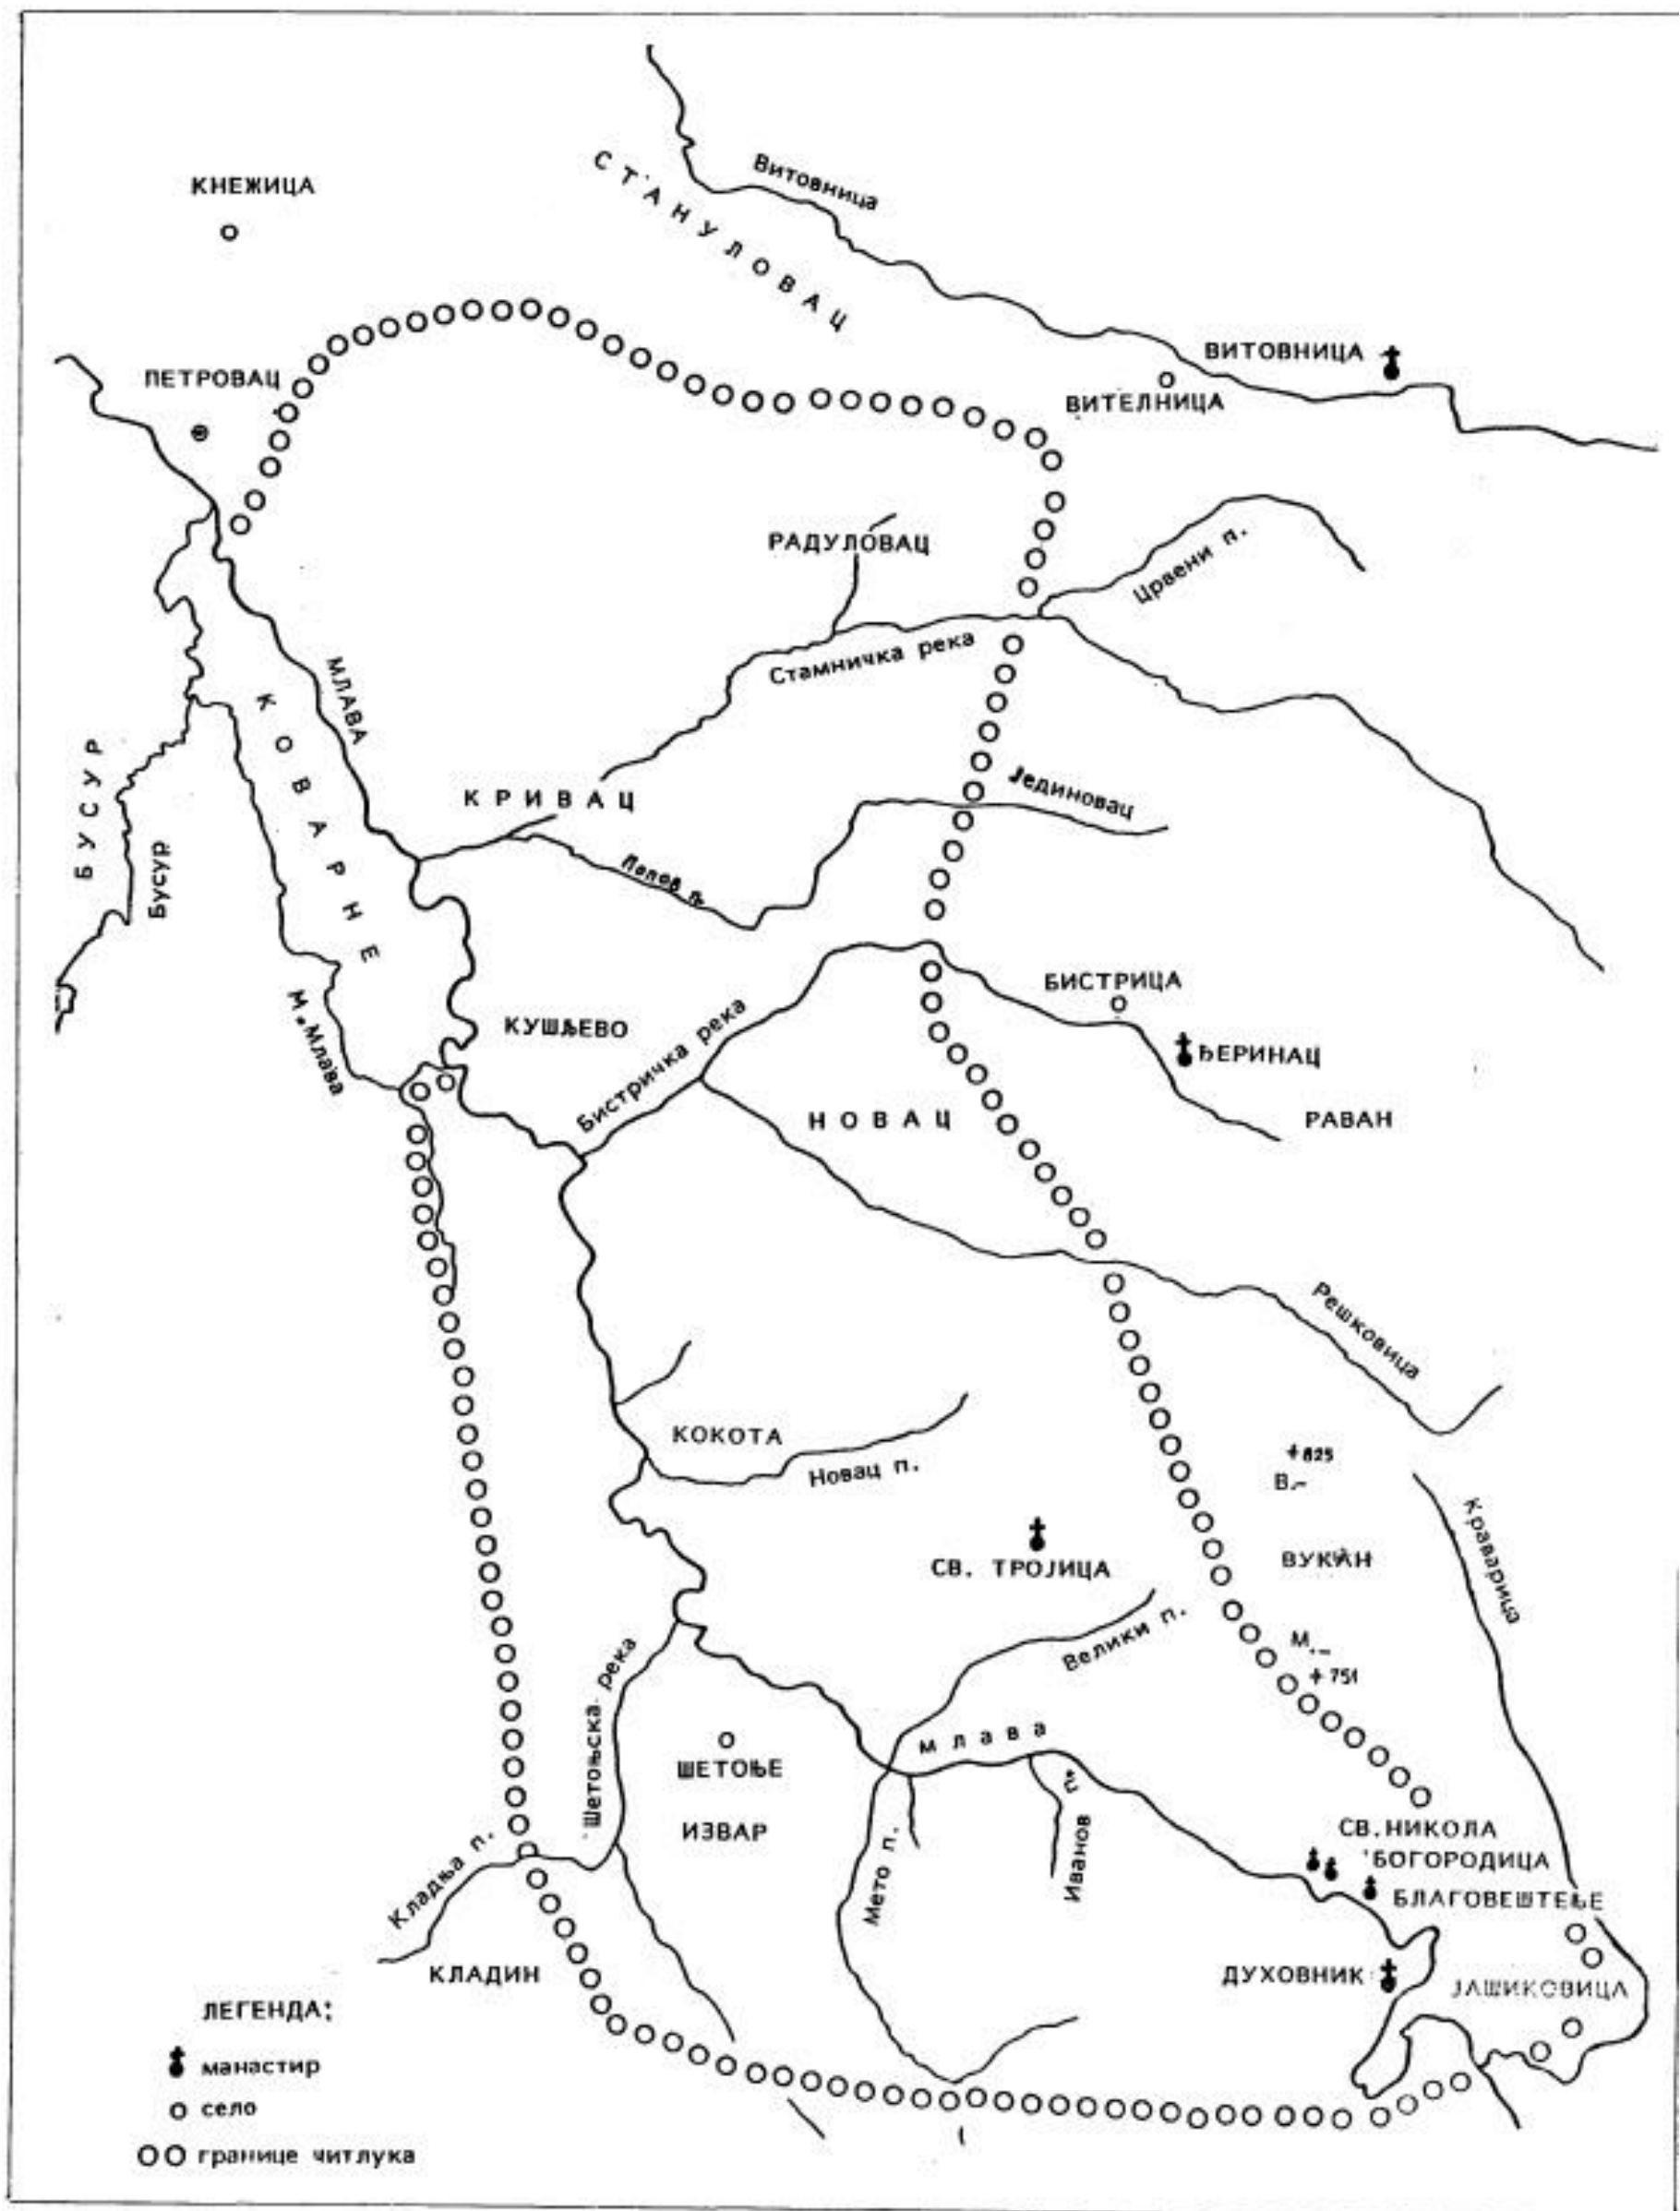 КНЕЖИЦА
СТАНУЛОВАЦ
Витовница
ПЕТРОВАЦ
ВИТОВНИЦА
ВИТЕЛНИЦА
РАДУЛОВАЦ
Црвени п.
Стамничка река
МЛАВА
КОВАРНЕ
БУСУР
Бусур
КРИВАЦ
Јединовац
Попов п.
М. Млава
КУШЉЕВО
Бистричка река
БИСТРИЦА
ЂЕРИНАЦ
НОВАЦ
РАВАН
Решковица
КОКОТА
Новац п.
+825
В.-
ВУКАН
Краварица
СВ. ТРОЈИЦА
Велики п.
М.-
+751
Шетоњска река
млава
ШЕТОЊЕ
ИЗВАР
Мето п.
Иванов п.
Кладња п.
СВ.НИКОЛА
БОГОРОДИЦА
БЛАГОВЕШТЕЊЕ
КЛАДИН
ДУХОВНИК
ЈАШИКОВИЦА
ЛЕГЕНДА:
манастир
село
границе читлука